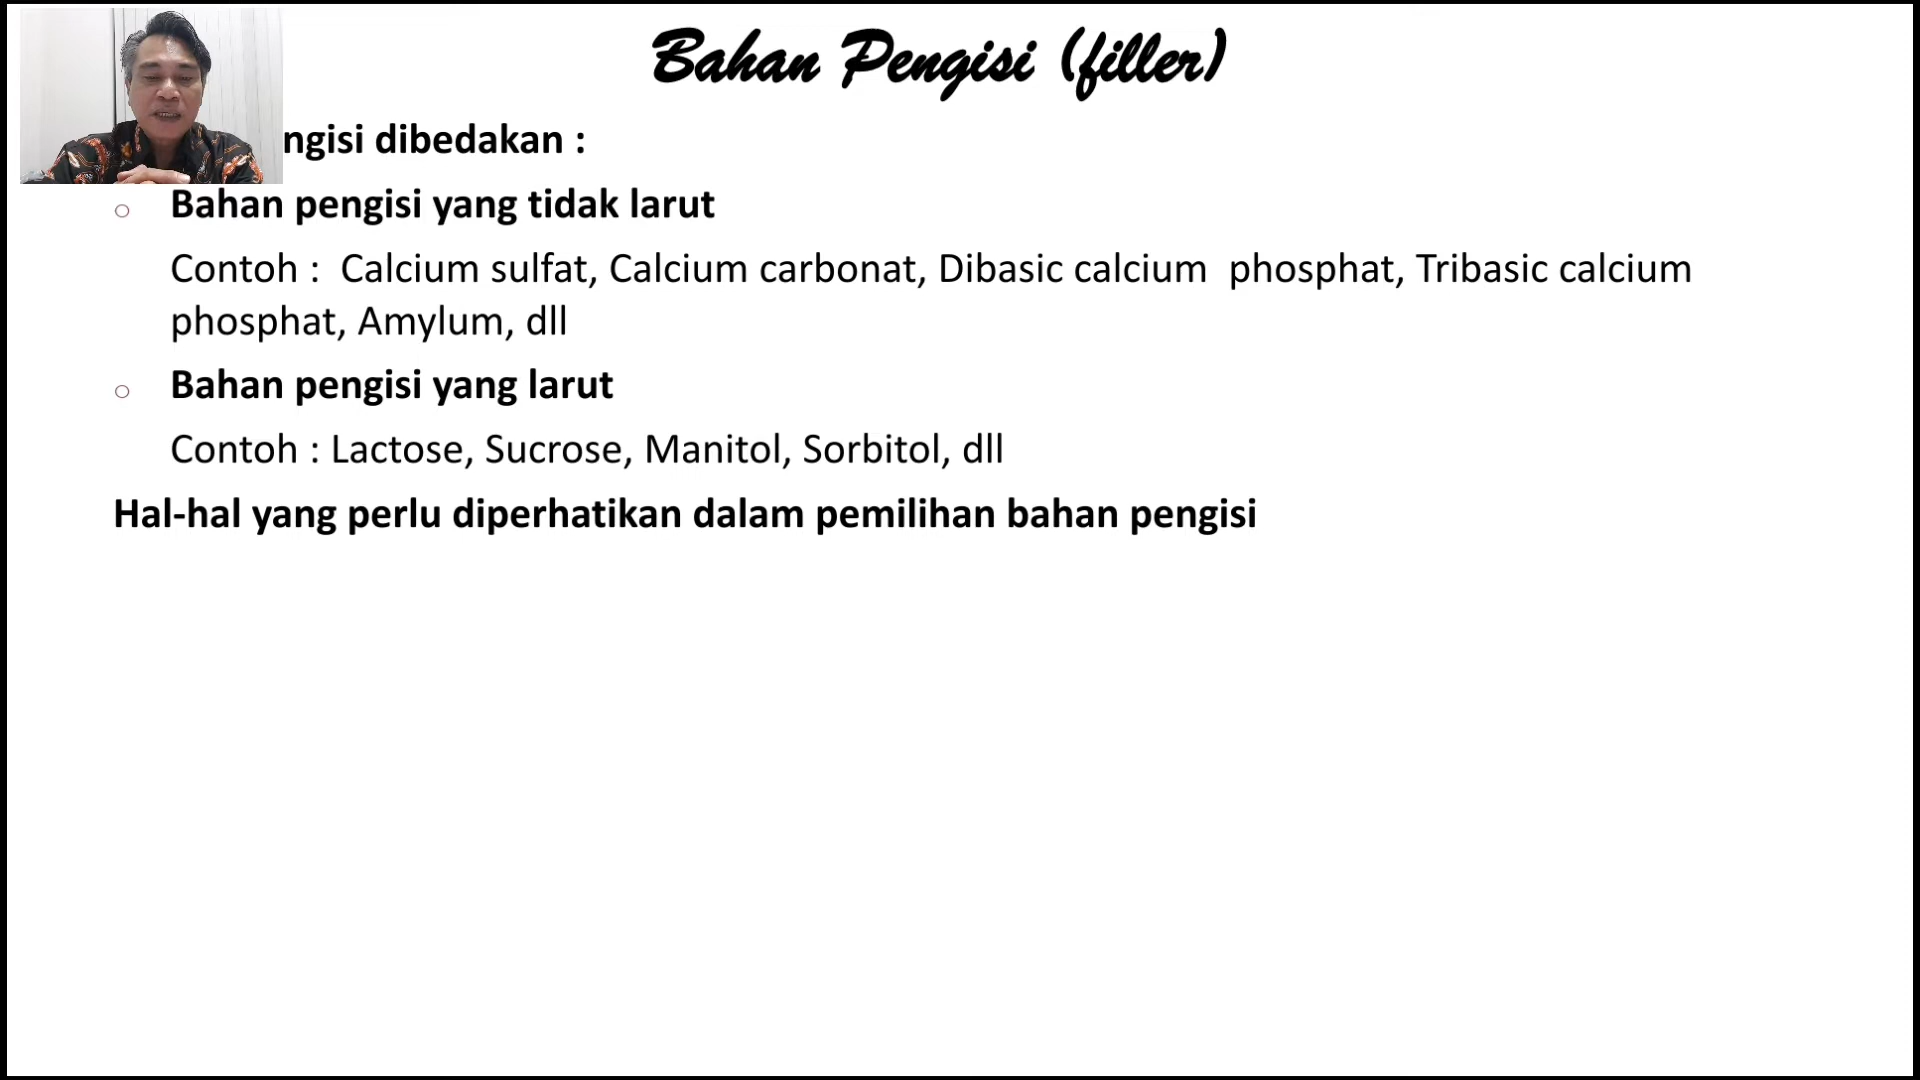 Bahan Pengisi (filler)
ngisi dibedakan :
Bahan pengisi yang tidak larut
Contoh : Calcium sulfat, Calcium carbonat, Dibasic calcium phosphat, Tribasic calcium
phosphat, Amylum, dll
Bahan pengisi yang larut
Contoh : Lactose, Sucrose, Manitol, Sorbitol, dll
Hal-hal yang perlu diperhatikan dalam pemilihan bahan pengisi